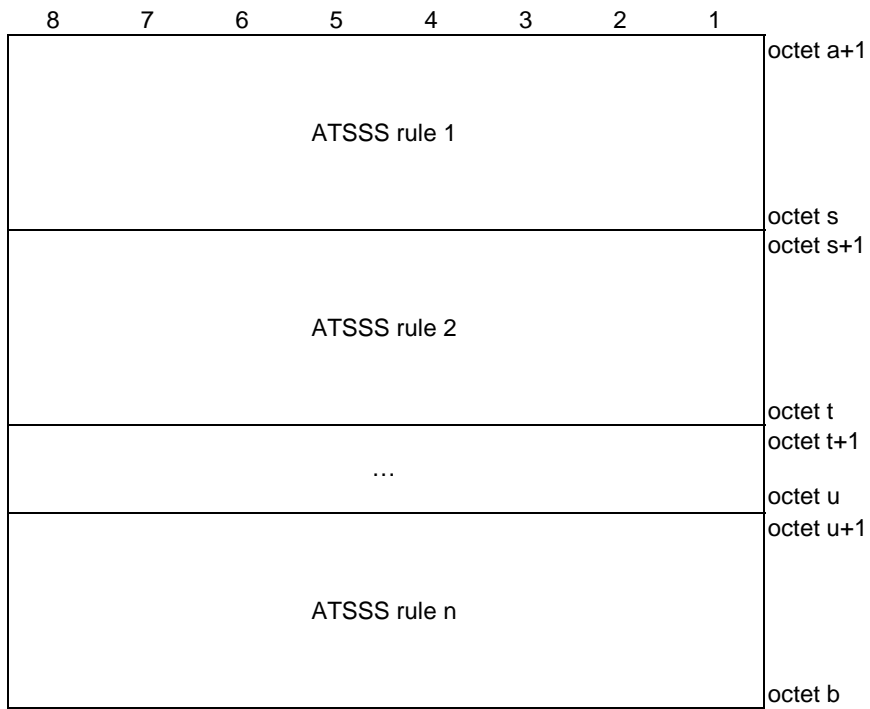 8 7 6 5 4 3 2 1
octet a+1
ATSSS rule 1
octet s
octet s+1
ATSSS rule 2
octet t
octet t+1
…
octet u
octet u+1
ATSSS rule n
octet b